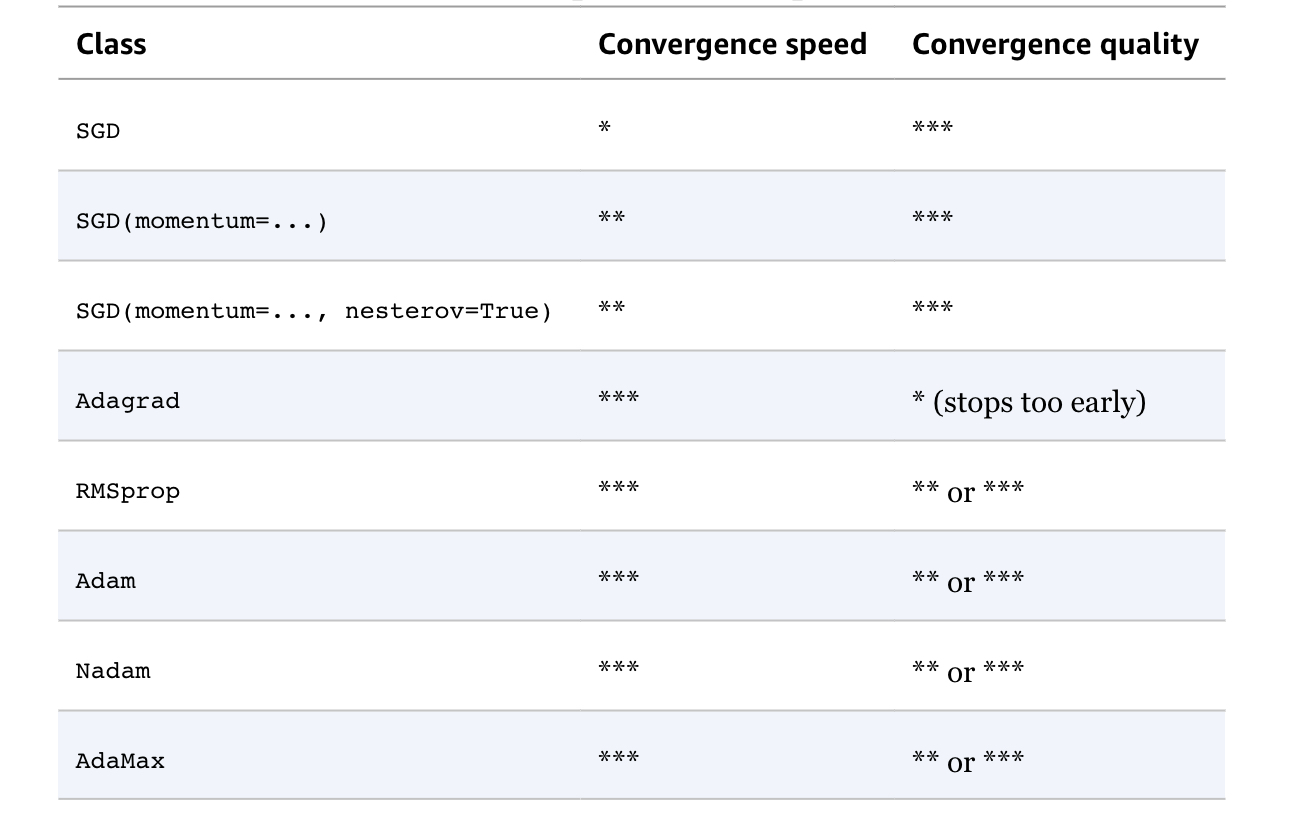 Class Convergence speed Convergence quality
SGD * ***
SGD(momentum=...) ** ***
SGD(momentum=..., nesterov=True) ** ***
Adagrad *** * (stops too early)
RMSprop *** ** or ***
Adam *** ** or ***
Nadam *** ** or ***
AdaMax *** ** or ***